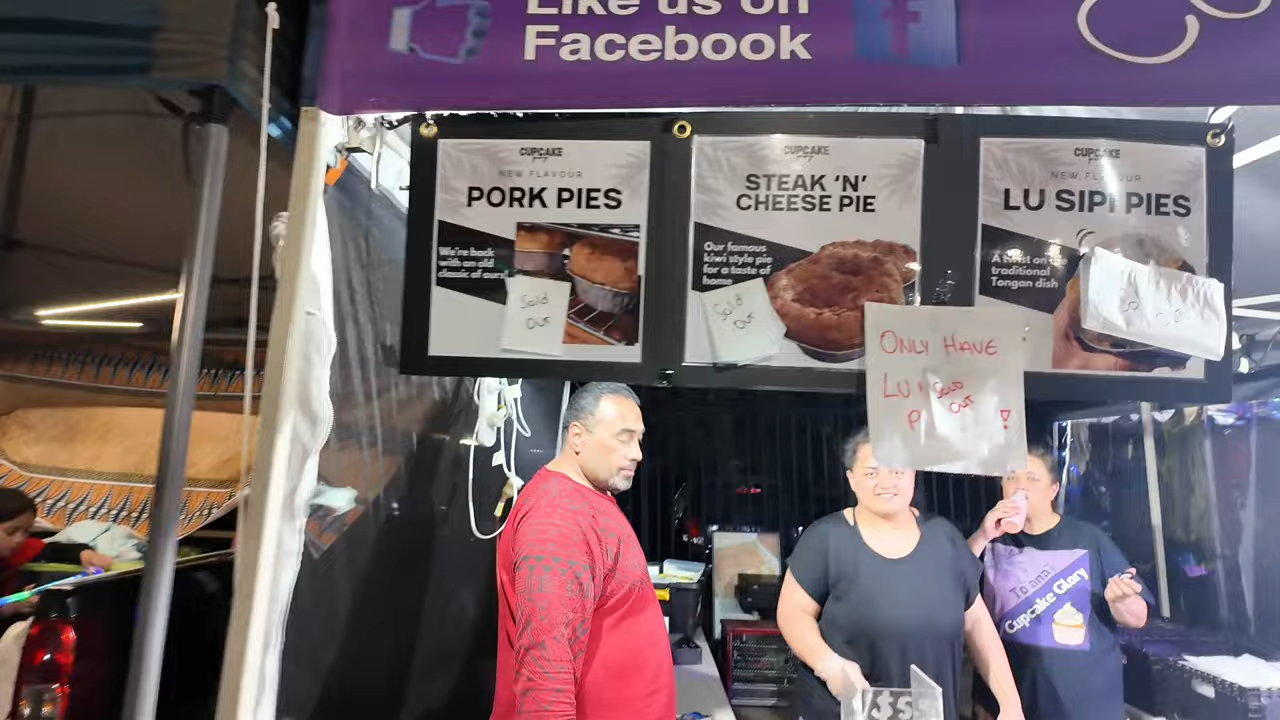 Like us on
Facebook
CUPCAKE
NEW FLAVOUR
PORK PIES
We're back
with an old
classic of ours
Sold
Out
CUPCAKE
STEAK 'N'
CHEESE PIE
Our famous
kiwi style pie
for a taste of
home
Sold
Out
CUPCAKE
NEW FLAVOUR
LU SIPI PIES
A twist on
traditional
Tongan dish
ONLY HAVE
LU
SOLD
OUT
!
Cupcake Glory